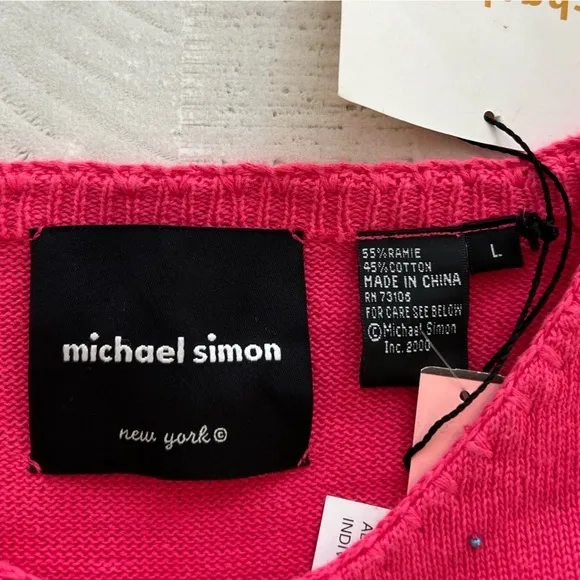 michael simon
new york ©
L
55% RAMIE
45% COTTON
MADE IN CHINA
RN 73106
FOR CARE SEE BELOW
© Michael Simon
Inc. 2000